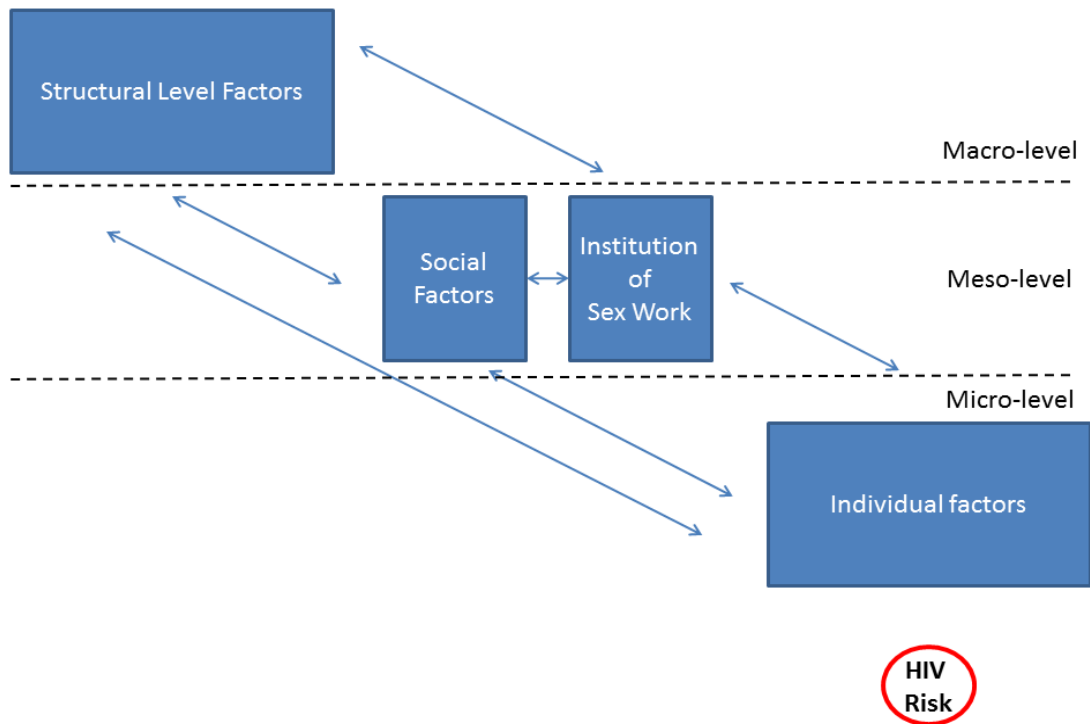 Structural Level Factors
Macro-level
Social
Factors
Institution
of
Sex Work
Meso-level
Micro-level
Individual factors
HIV
Risk